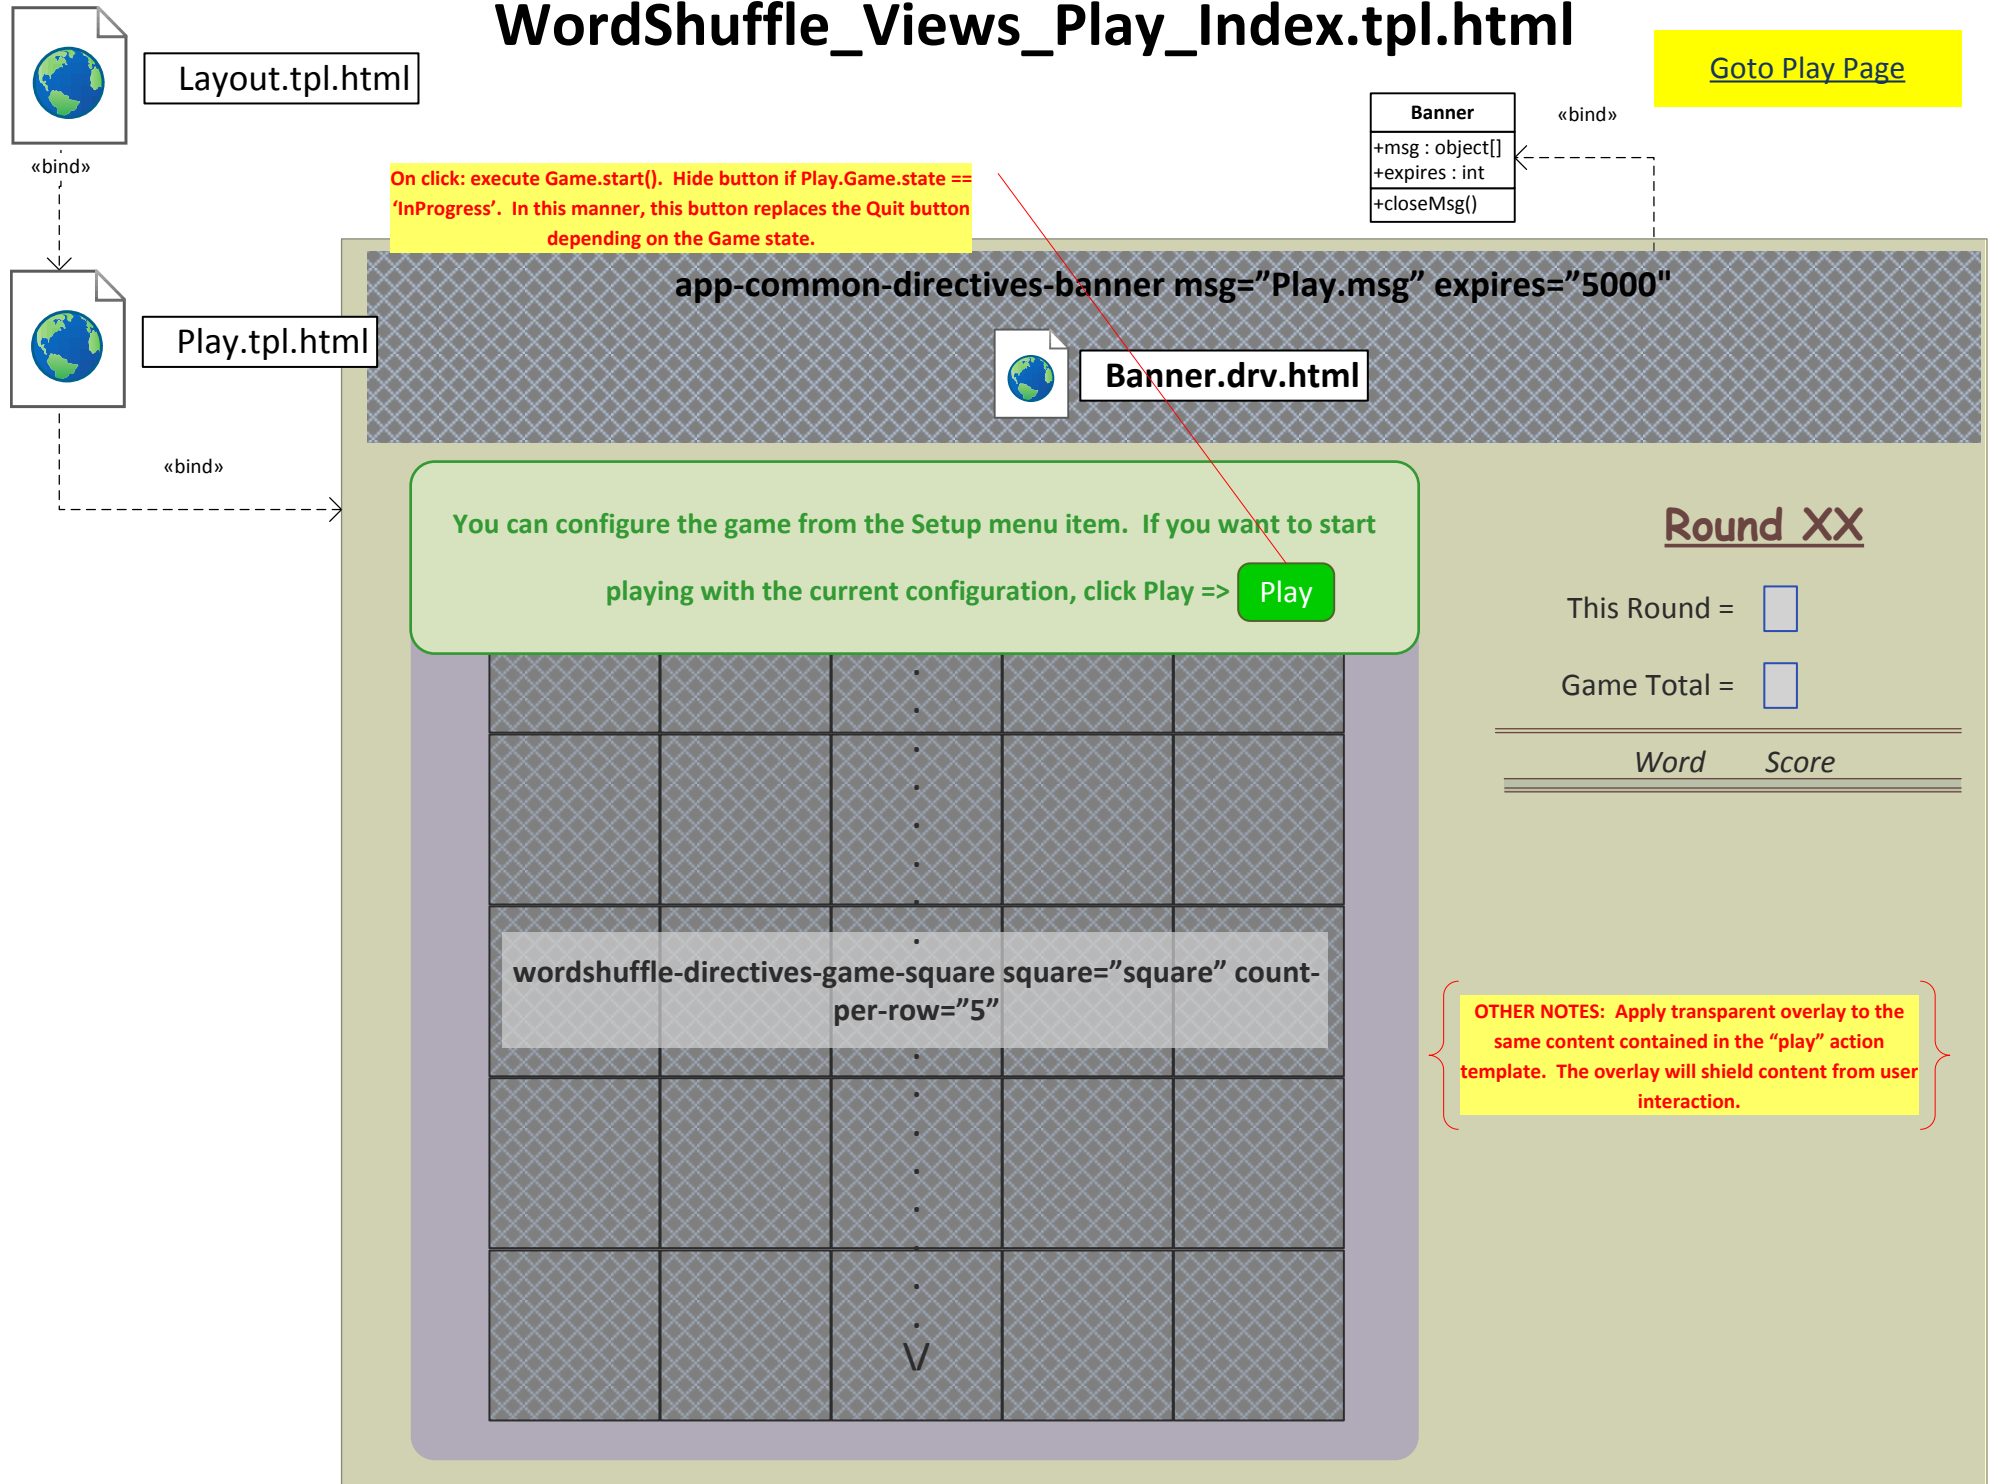 WordShuffle_Views_Play_Index.tpl.html
Layout.tpl.html
Goto Play Page
Banner
+msg : object[]
+expires : int
+closeMsg()
«bind»
«bind»
On click: execute Game.start().  Hide button if Play.Game.state ==
‘InProgress’.  In this manner, this button replaces the Quit button
depending on the Game state.
app-common-directives-banner msg=”Play.msg” expires=”5000"
Play.tpl.html
Banner.drv.html
«bind»
You can configure the game from the Setup menu item.  If you want to start
playing with the current configuration, click Play =>
Play
Round XX
This Round =
Game Total =
Word Score
wordshuffle-directives-game-square square=”square” count-
per-row=”5”
OTHER NOTES:  Apply transparent overlay to the
same content contained in the “play” action
template.  The overlay will shield content from user
interaction.